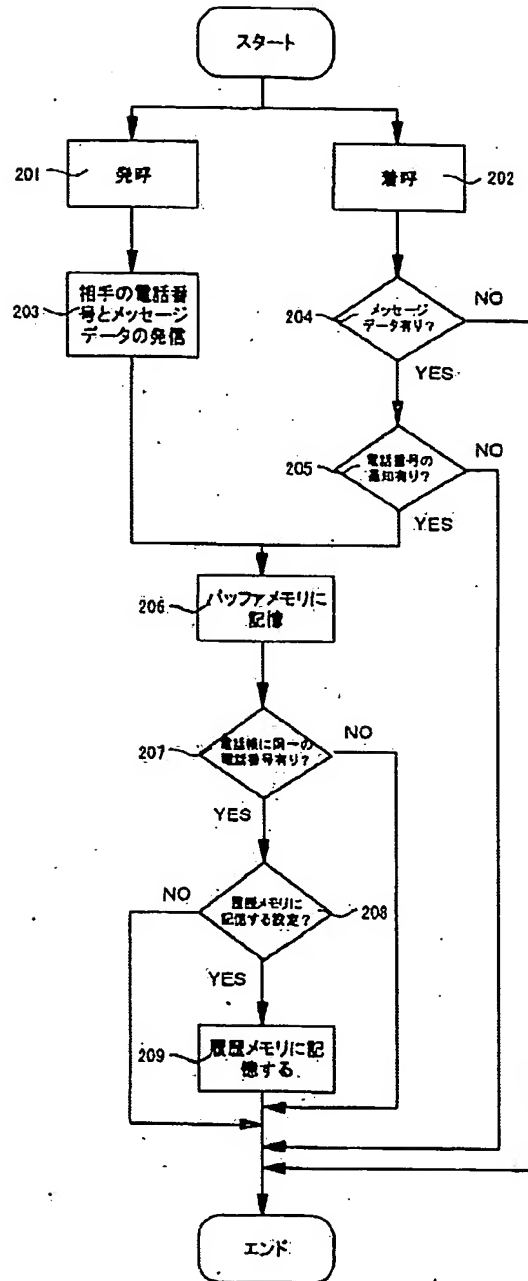 スタート
201
発呼
着呼
202
203
相手の電話番
号とメッセージ
データの発信
204
メッセージ
データ有り?
NO
YES
205
電話番号の
通知有り?
NO
YES
206
バッファメモリに
記憶
207
電話帳に同一の
電話番号有り?
NO
YES
NO
履歴メモリに
記憶する設定?
208
YES
209
履歴メモリに記
憶する
エンド